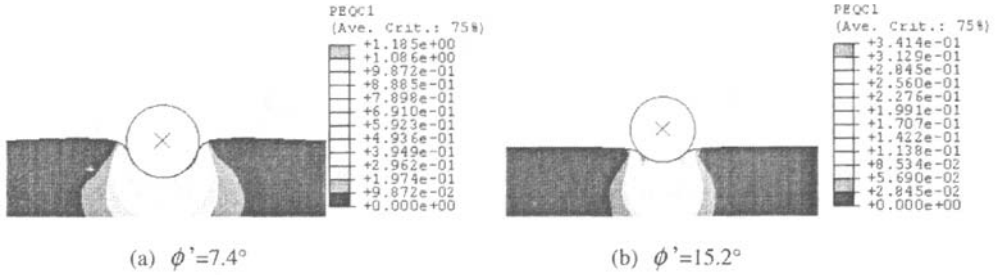 PEQC1
(Ave. Crit.: 75%)
+1.185e+00
+1.086e+00
+9.872e-01
+8.885e-01
+7.898e-01
+6.910e-01
+5.923e-01
+4.936e-01
+3.949e-01
+2.962e-01
+1.974e-01
+9.872e-02
+0.000e+00
(a) ϕ’=7.4°
PEQC1
(Ave. Crit.: 75%)
+3.414e-01
+3.129e-01
+2.845e-01
+2.560e-01
+2.276e-01
+1.991e-01
+1.707e-01
+1.422e-01
+1.138e-01
+8.534e-02
+5.690e-02
+2.845e-02
+0.000e+00
(b) ϕ’=15.2°